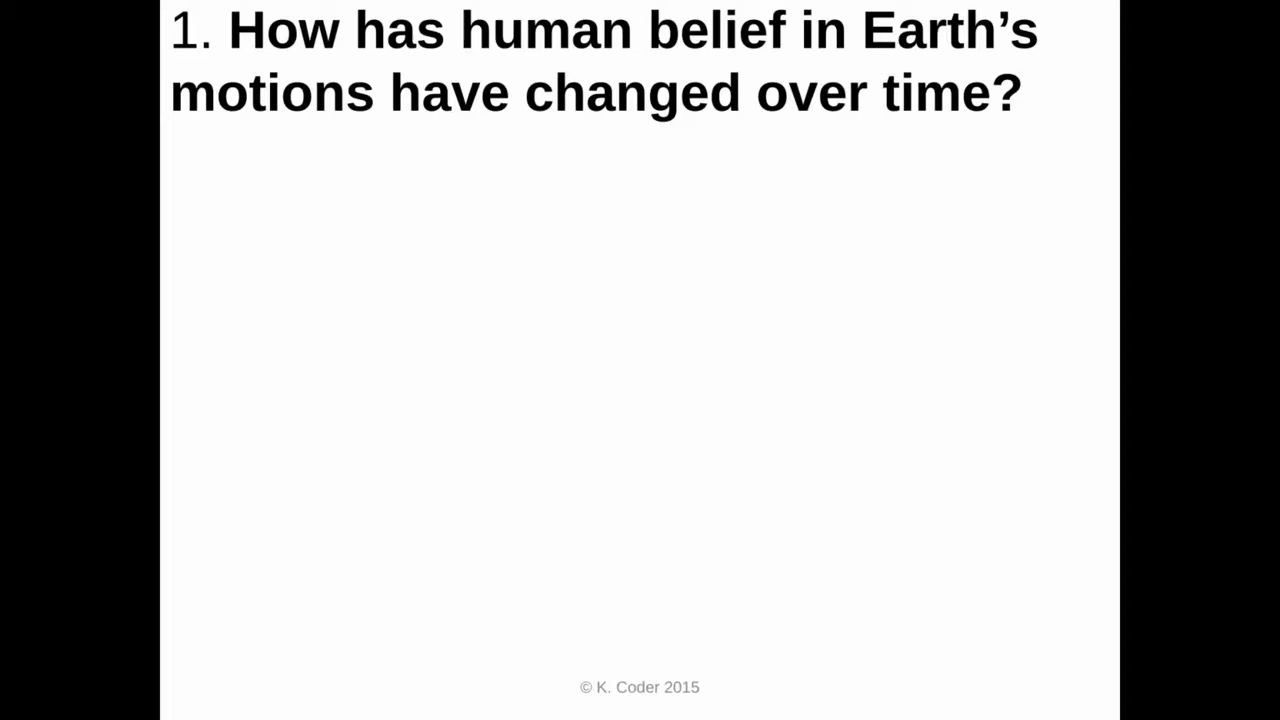 1. How has human belief in Earth’s
motions have changed over time?
© K. Coder 2015